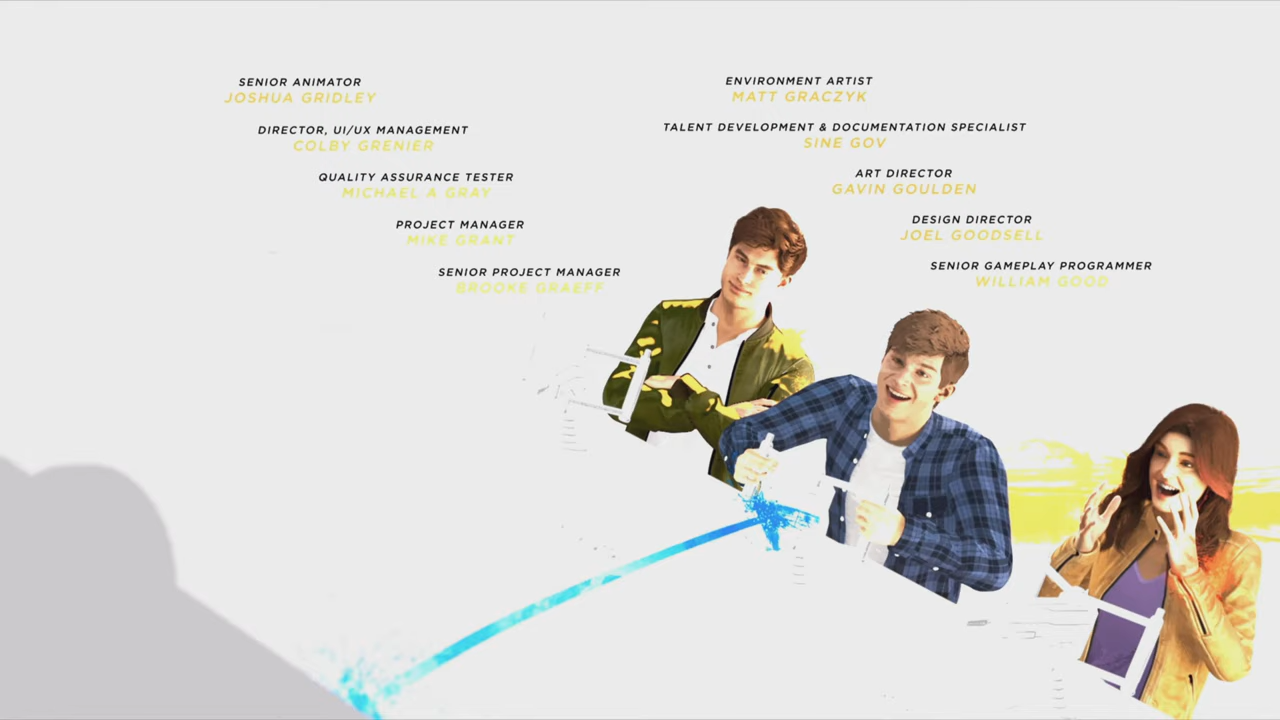 SENIOR ANIMATOR
JOSHUA GRIDLEY
DIRECTOR, UI/UX MANAGEMENT
COLBY GRENIER
QUALITY ASSURANCE TESTER
MICHAEL A GRAY
PROJECT MANAGER
MIKE GRANT
SENIOR PROJECT MANAGER
BROOKE GRAEFF
ENVIRONMENT ARTIST
MATT GRACZYK
TALENT DEVELOPMENT & DOCUMENTATION SPECIALIST
SINE GOV
ART DIRECTOR
GAVIN GOULDEN
DESIGN DIRECTOR
JOEL GOODSELL
SENIOR GAMEPLAY PROGRAMMER
WILLIAM GOOD